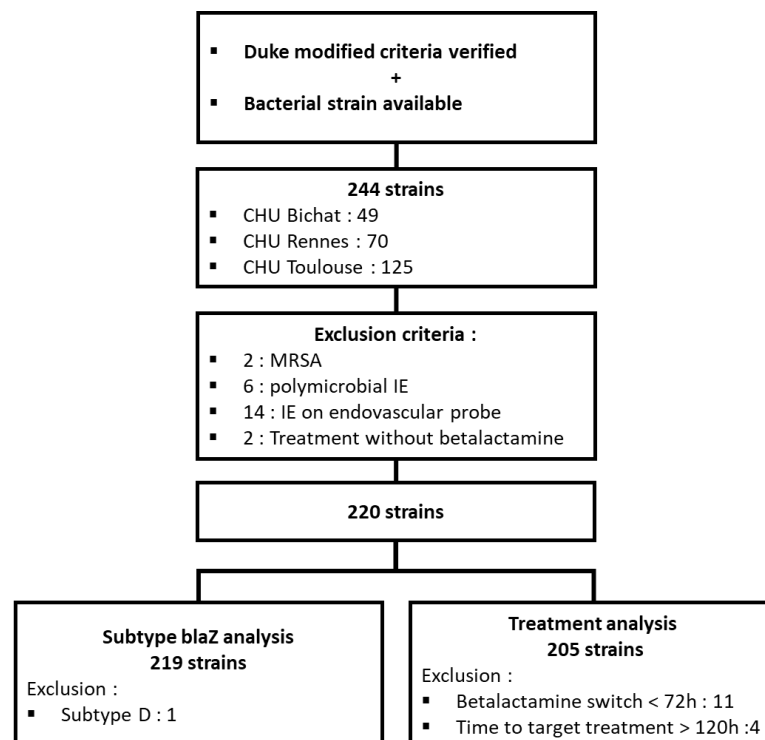 ▪ Duke modified criteria verified
+
▪ Bacterial strain available
244 strains
▪ CHU Bichat : 49
▪ CHU Rennes : 70
▪ CHU Toulouse : 125
Exclusion criteria :
▪ 2 : MRSA
▪ 6 : polymicrobial IE
▪ 14 : IE on endovascular probe
▪ 2 : Treatment without betalactamine
220 strains
Subtype blaZ analysis
219 strains
Exclusion :
▪ Subtype D : 1
Treatment analysis
205 strains
Exclusion :
▪ Betalactamine switch < 72h : 11
▪ Time to target treatment > 120h :4